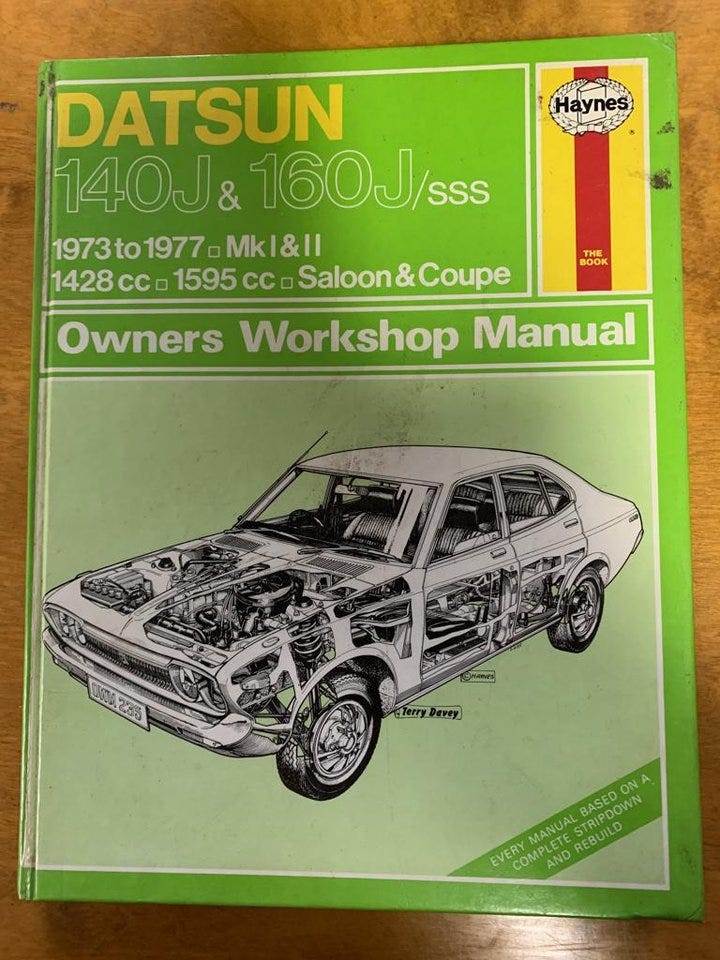 DATSUN
140J & 160J/SSS
1973 to 1977 □ Mk I & II
1428 cc □ 1595 cc □ Saloon & Coupe
Haynes
®
THE
BOOK
Owners Workshop Manual
© HAYNES
Terry Davey
EVERY MANUAL BASED ON A
COMPLETE STRIPDOWN
AND REBUILD